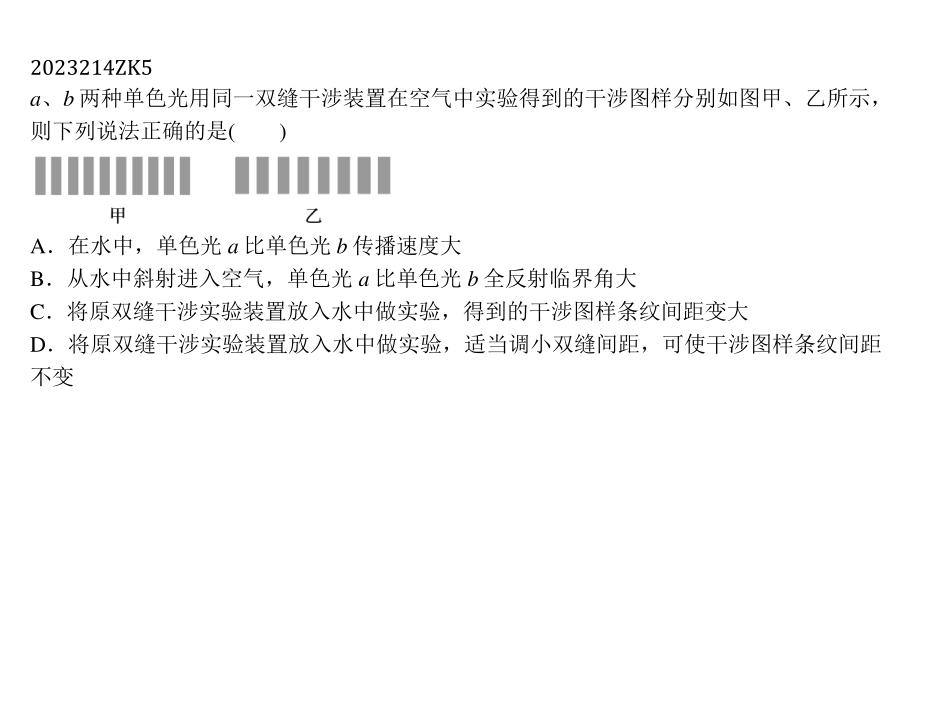 2023214ZK5
a、b 两种单色光用同一双缝干涉装置在空气中实验得到的干涉图样分别如图甲、乙所示，
则下列说法正确的是(　　)
甲　　乙
A．在水中，单色光 a 比单色光 b 传播速度大
B．从水中斜射进入空气，单色光 a 比单色光 b 全反射临界角大
C．将原双缝干涉实验装置放入水中做实验，得到的干涉图样条纹间距变大
D．将原双缝干涉实验装置放入水中做实验，适当调小双缝间距，可使干涉图样条纹间距
不变